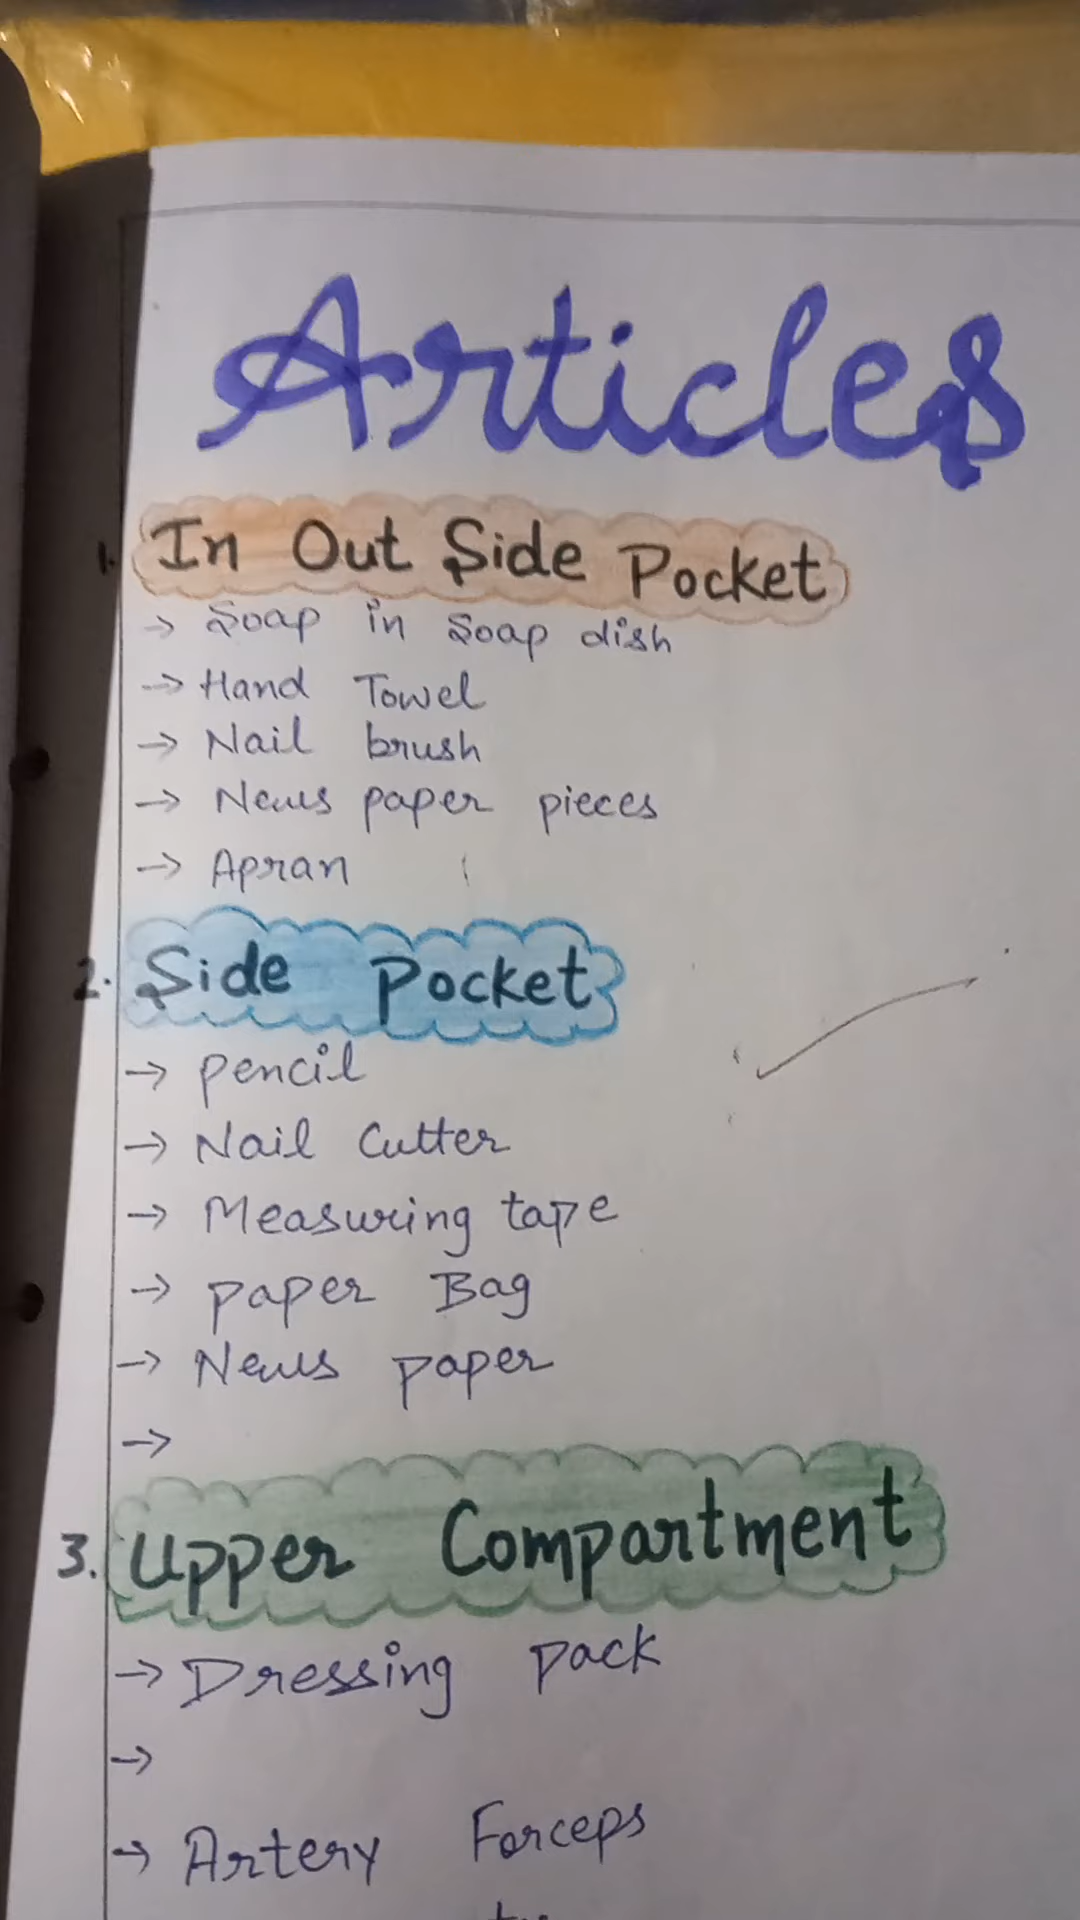 Articles
1. In Out Side Pocket
→ Soap in Soap dish
→ Hand Towel
→ Nail brush
→ News paper pieces
→ Apran
2. Side Pocket
→ pencil
→ Nail Cutter
→ Measuring tape
→ paper Bag
→ News paper
→
3. Upper Compartment
→ Dressing pack
→
→ Artery Forceps